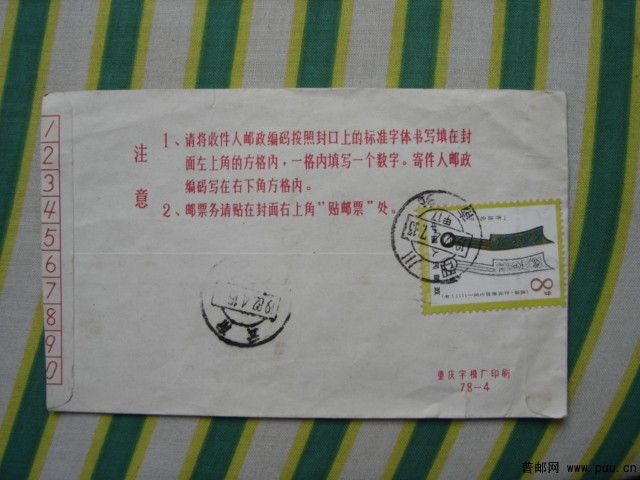 1
2
3
4
5
6
7
8
9
0
注意
1、请将收件人邮政编码按照封口上的标准字体书写填在封
面左上角的方格内，一格内填写一个数字。寄件人邮政
编码写在右下角方格内。
2、邮票务请贴在封面右上角“贴邮票”处。
8
重庆字模厂印刷
78-4
普邮网 www.puu.cn